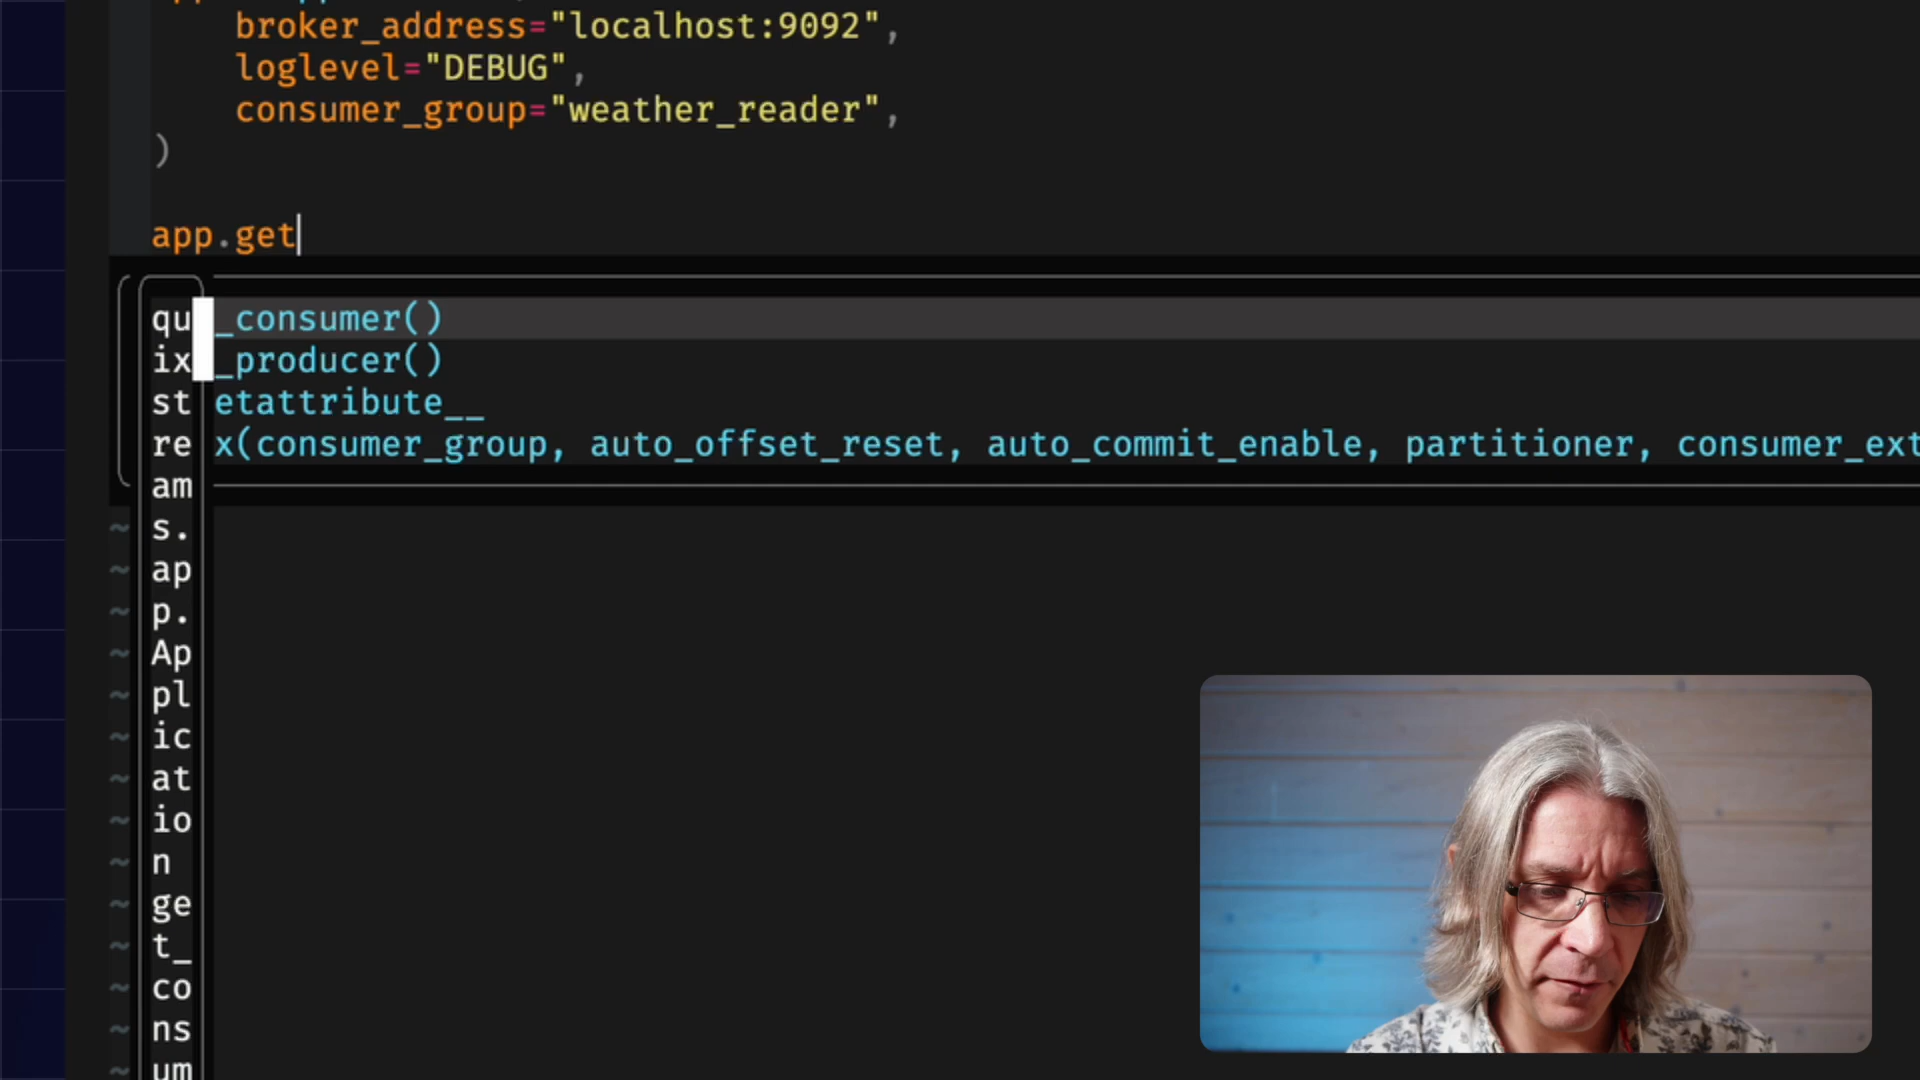 broker_address="localhost:9092",
loglevel="DEBUG",
consumer_group="weather_reader",
)
app.get
qu _consumer()
ix _producer()
st etattribute__
re x(consumer_group, auto_offset_reset, auto_commit_enable, partitioner, consumer_ext
am
~ s.
~ ap
~ p.
~ Ap
~ pl
~ ic
~ at
~ io
~ n
~ ge
~ t_
~ co
~ ns
~ um